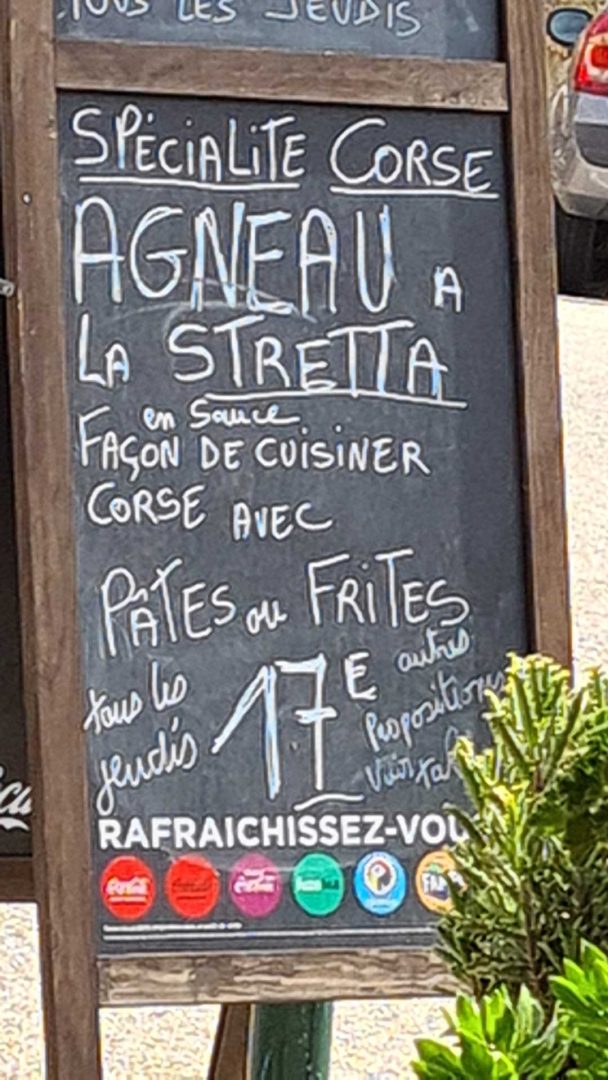 TOUS LES JEUDIS
SPÉCIALITE CORSE
AGNEAU A
LA STRETTA
en Sauce
FAÇON DE CUISINER
CORSE AVEC
PÂTES ou FRITES
tous les
jeudis
17E
autres
Propositions
Voir
RAFRAICHISSEZ-VOU